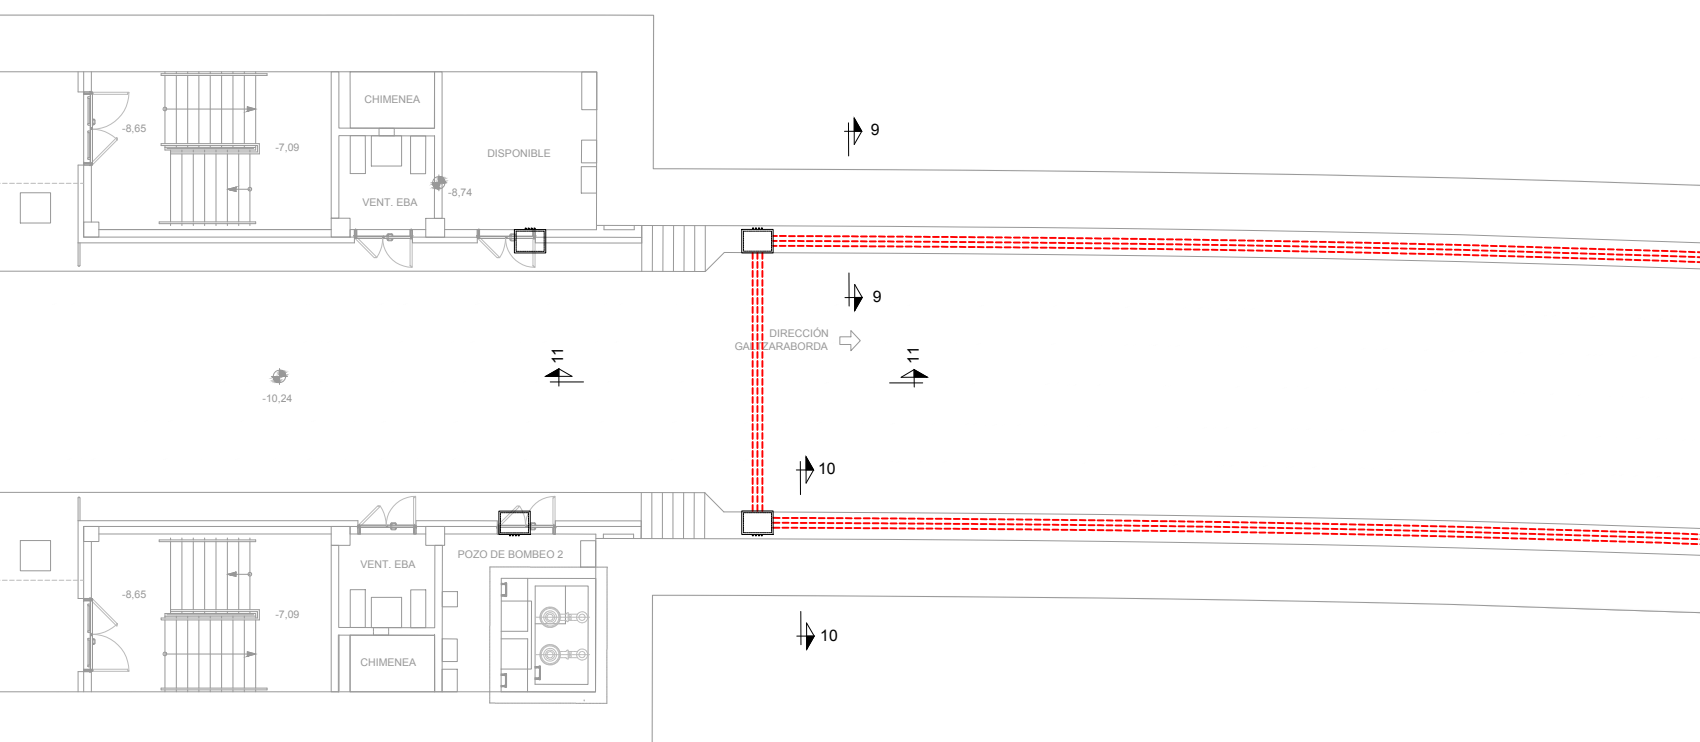 CHIMENEA
-8,65
-7,09
DISPONIBLE
-8,74
VENT. EBA
9
9
DIRECCIÓN
GALTZARABORDA
11
11
-10,24
10
POZO DE BOMBEO 2
VENT. EBA
-8,65
-7,09
CHIMENEA
10